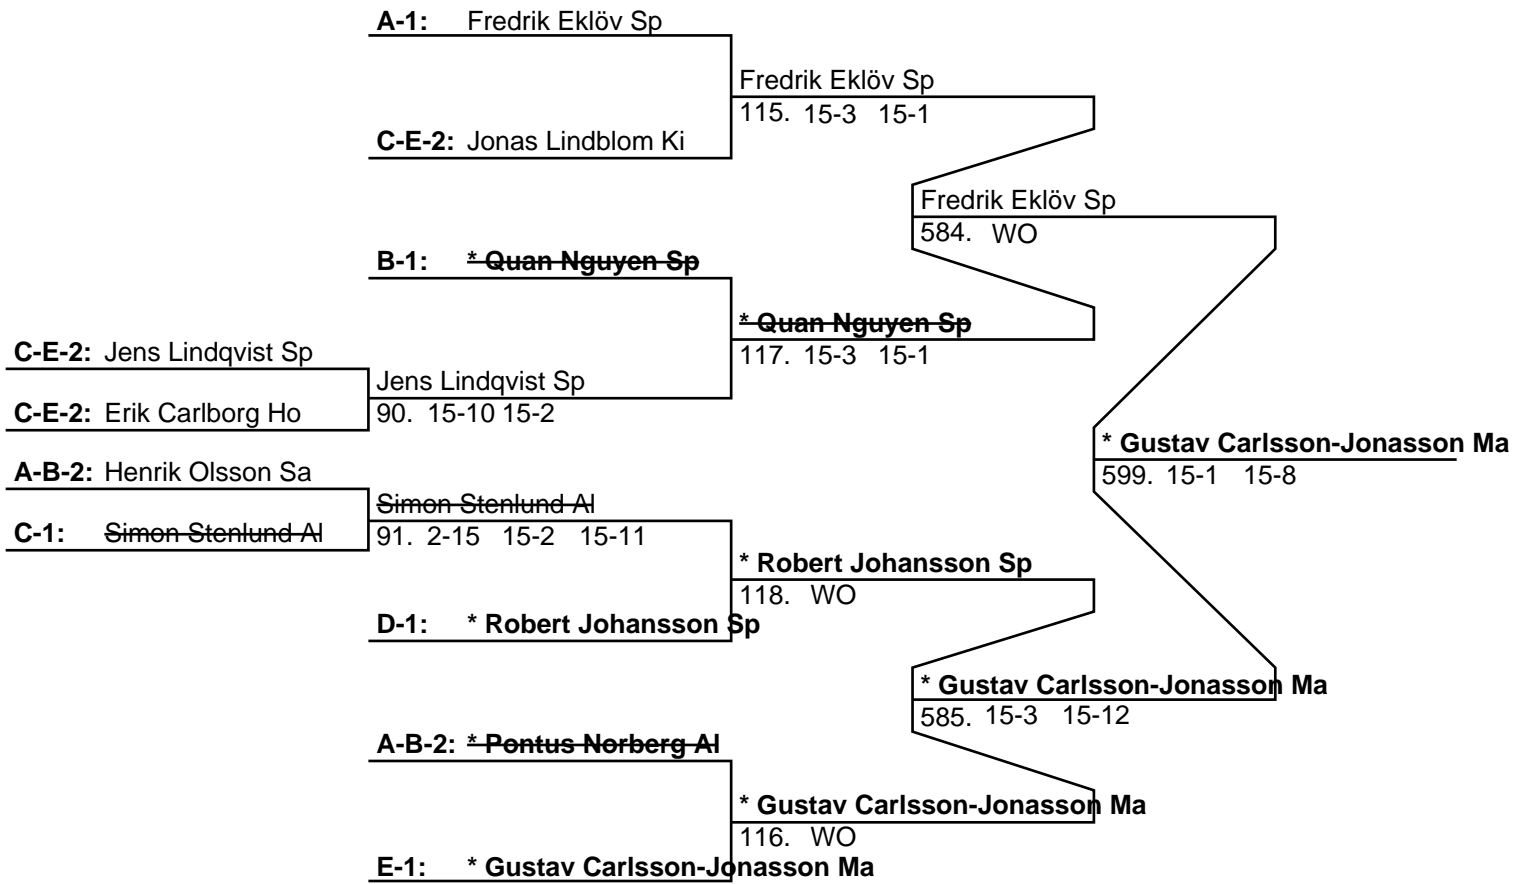 A-1: Fredrik Eklöv Sp
Fredrik Eklöv Sp
115. 15-3 15-1
C-E-2: Jonas Lindblom Ki
Fredrik Eklöv Sp
584. WO
B-1: * Quan Nguyen Sp
* Quan Nguyen Sp
117. 15-3 15-1
C-E-2: Jens Lindqvist Sp
Jens Lindqvist Sp
C-E-2: Erik Carlborg Ho
90. 15-10 15-2
* Gustav Carlsson-Jonasson Ma
599. 15-1 15-8
A-B-2: Henrik Olsson Sa
Simon Stenlund Al
C-1: Simon Stenlund Al
91. 2-15 15-2 15-11
* Robert Johansson Sp
118. WO
D-1: * Robert Johansson Sp
* Gustav Carlsson-Jonasson Ma
585. 15-3 15-12
A-B-2: * Pontus Norberg Al
* Gustav Carlsson-Jonasson Ma
116. WO
E-1: * Gustav Carlsson-Jonasson Ma